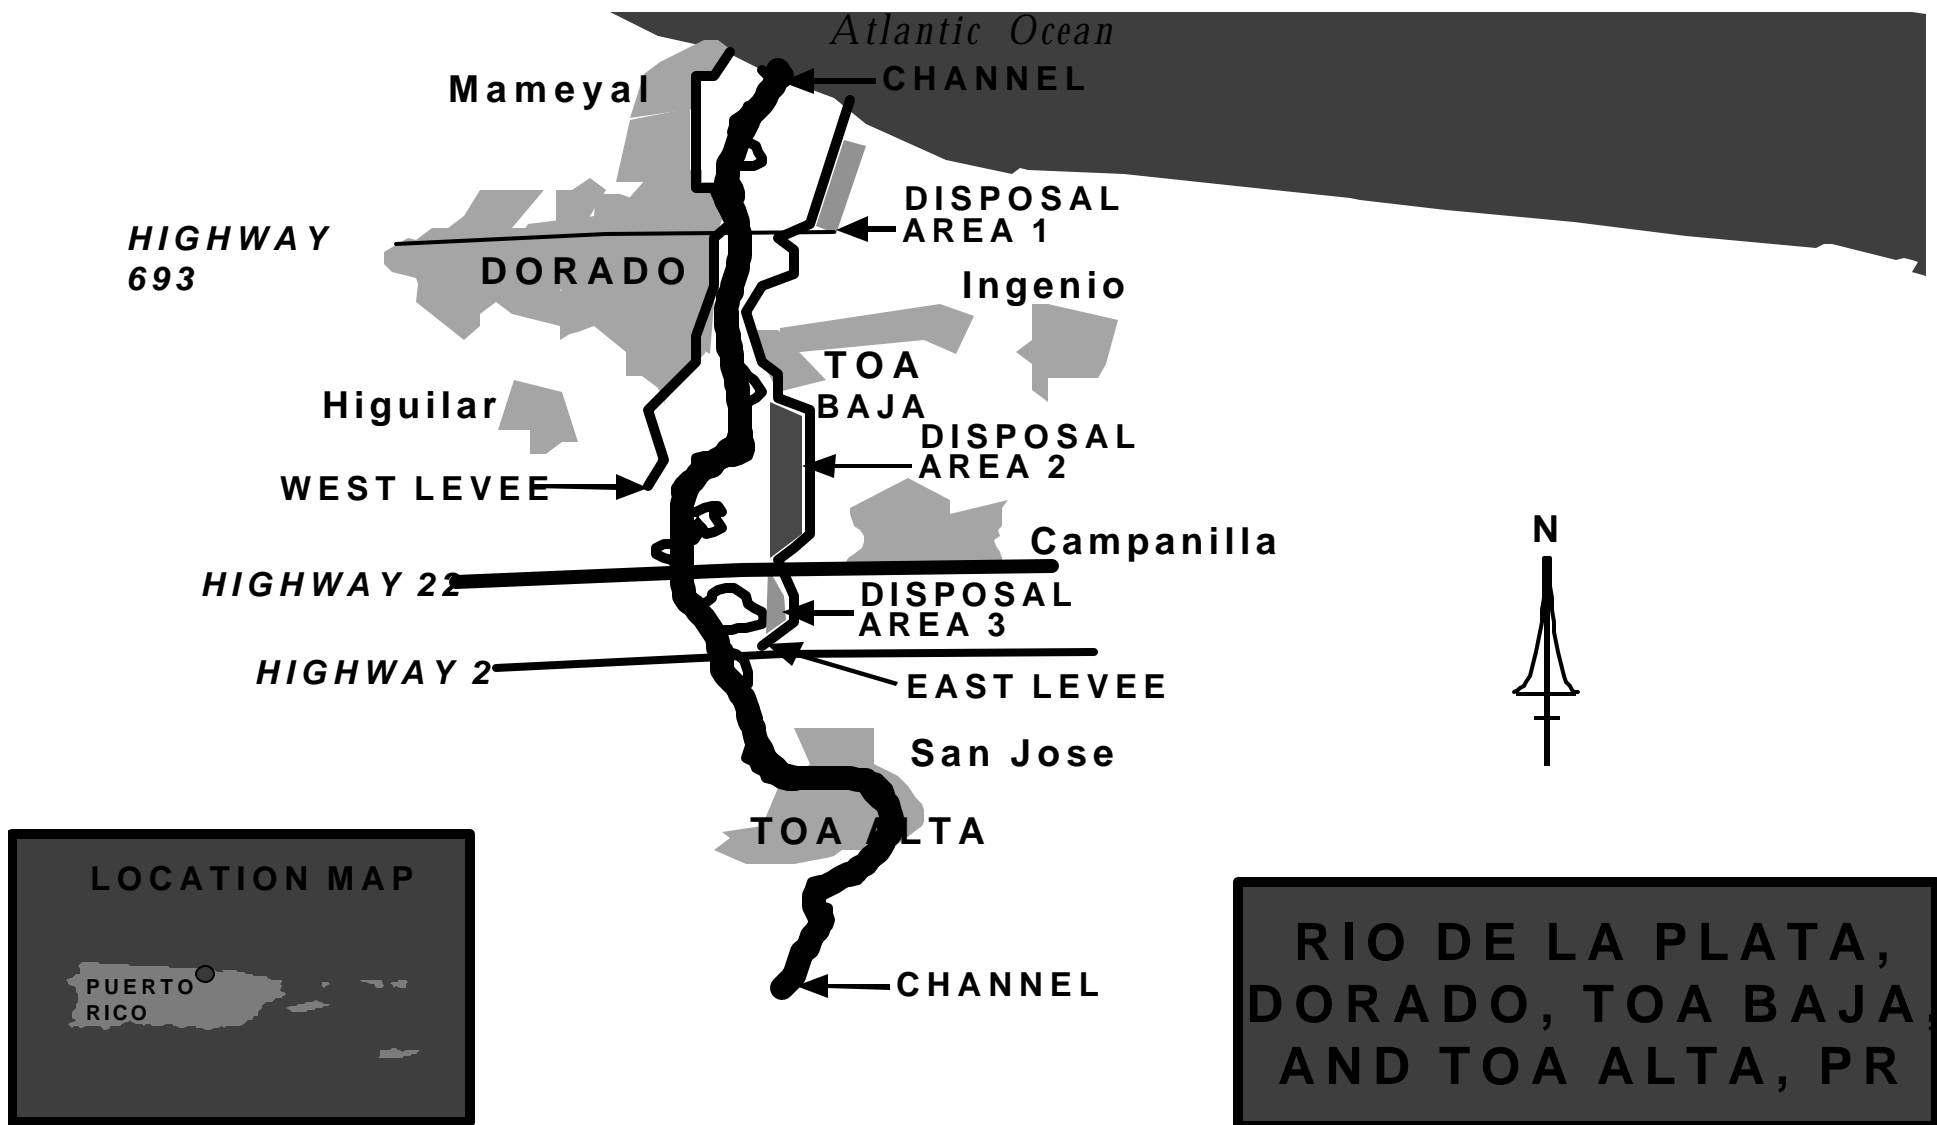 Atlantic Ocean
CHANNEL
Mameyal
DISPOSAL
AREA 1
HIGHWAY
693
DORADO
Ingenio
TOA
BAJA
Higuilar
DISPOSAL
AREA 2
WEST LEVEE
Campanilla
N
HIGHWAY 22
DISPOSAL
AREA 3
HIGHWAY 2
EAST LEVEE
San Jose
TOA ALTA
CHANNEL
LOCATION MAP
PUERTO
RICO
RIO DE LA PLATA,
DORADO, TOA BAJA,
AND TOA ALTA, PR